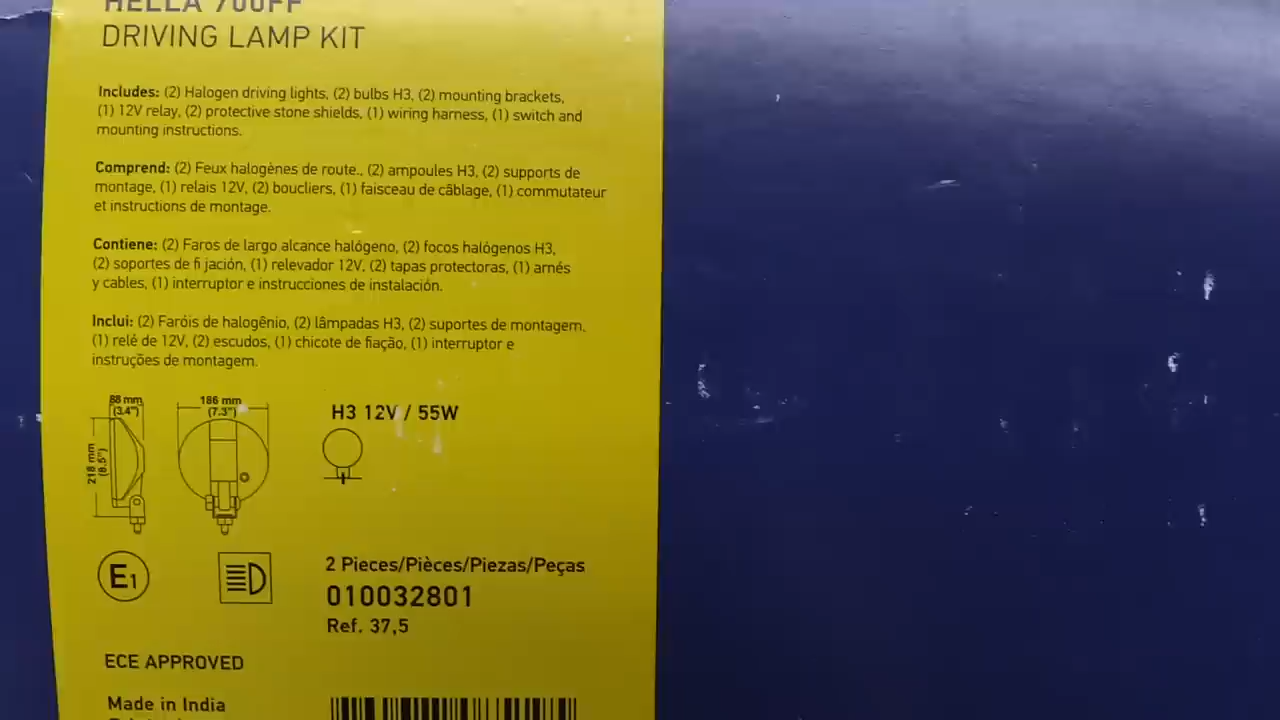 HELLA 700FF
DRIVING LAMP KIT
Includes: (2) Halogen driving lights, (2) bulbs H3, (2) mounting brackets,
(1) 12V relay, (2) protective stone shields, (1) wiring harness, (1) switch and
mounting instructions.
Comprend: (2) Feux halogènes de route., (2) ampoules H3, (2) supports de
montage, (1) relais 12V, (2) boucliers, (1) faisceau de câblage, (1) commutateur
et instructions de montage.
Contiene: (2) Faros de largo alcance halógeno, (2) focos halógenos H3,
(2) soportes de fi jación, (1) relevador 12V, (2) tapas protectoras, (1) arnés
y cables, (1) interruptor e instrucciones de instalación.
Inclui: (2) Faróis de halogênio, (2) lâmpadas H3, (2) suportes de montagem,
(1) relé de 12V, (2) escudos, (1) chicote de fiação, (1) interruptor e
instruções de montagem.
88 mm
(3.4")
186 mm
(7.3")
218 mm
(8.5")
H3 12V / 55W
E1
2 Pieces/Pièces/Piezas/Peças
010032801
Ref. 37,5
ECE APPROVED
Made in India